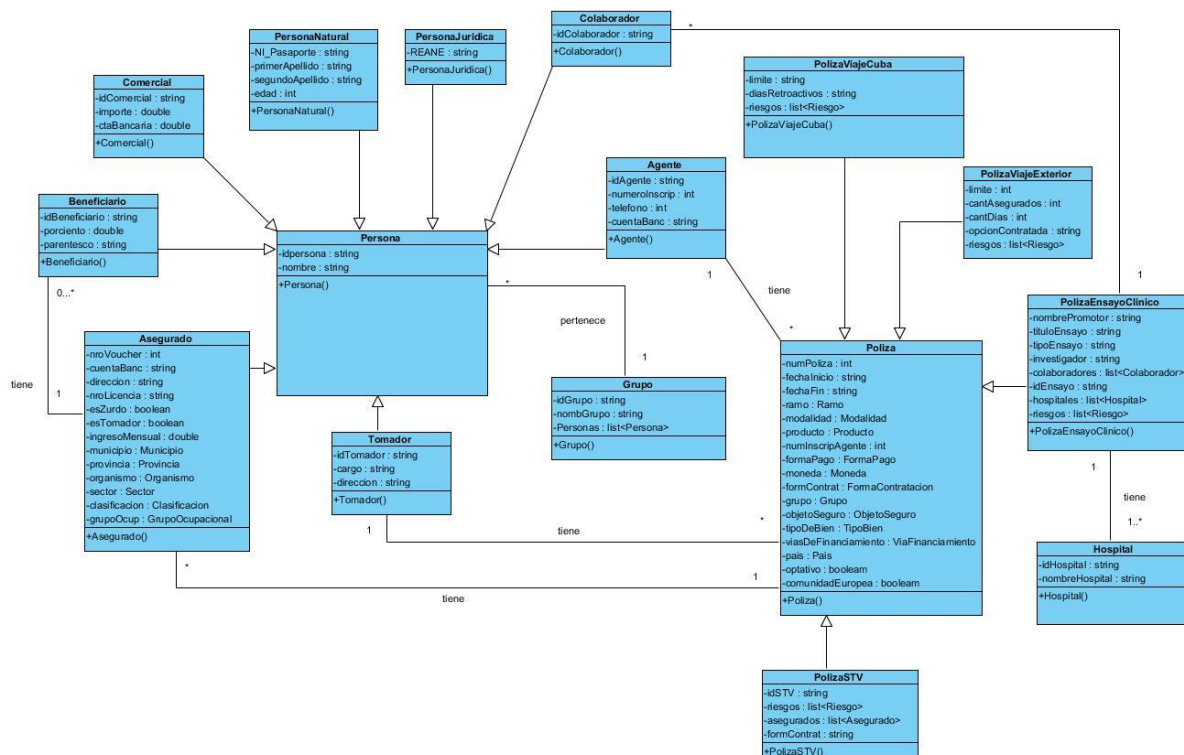 Colaborador
-idColaborador : string
+Colaborador()
*
PersonaNatural
-NI_Pasaporte : string
-primerApellido : string
-segundoApellido : string
-edad : int
+PersonaNatural()
PersonaJuridica
-REANE : string
+PersonaJuridica()
Comercial
-idComercial : string
-importe : double
-ctaBancaria : double
+Comercial()
PolizaViajeCuba
-limite : string
-diasRetroactivos : string
-riesgos : list<Riesgo>
+PolizaViajeCuba()
Agente
-idAgente : string
-numeroInscrip : int
-telefono : int
-cuentaBanc : string
+Agente()
1
tiene
*
PolizaViajeExterior
-limite : int
-cantAsegurados : int
-cantDias : int
-opcionContratada : string
-riesgos : list<Riesgo>
Beneficiario
-idBeneficiario : string
-porciento : double
-parentesco : string
+Beneficiario()
0...*
tiene
1
Persona
-idpersona : string
-nombre : string
+Persona()
*
pertenece
1
1
PolizaEnsayoClinico
-nombrePromotor : string
-tituloEnsayo : string
-tipoEnsayo : string
-investigador : string
-colaboradores : list<Colaborador>
-idEnsayo : string
-hospitales : list<Hospital>
-riesgos : list<Riesgo>
+PolizaEnsayoClinico()
1
tiene
1..*
Asegurado
-nroVoucher : int
-cuentaBanc : string
-direccion : string
-nroLicencia : string
-esZurdo : boolean
-esTomador : boolean
-ingresoMensual : double
-municipio : Municipio
-provincia : Provincia
-organismo : Organismo
-sector : Sector
-clasificacion : Clasificacion
-grupoOcup : GrupoOcupacional
+Asegurado()
*
tiene
1
Grupo
-idGrupo : string
-nombGrupo : string
-Personas : list<Persona>
+Grupo()
Tomador
-idTomador : string
-cargo : string
-direccion : string
+Tomador()
1
tiene
*
Poliza
-numPoliza : int
-fechaInicio : string
-fechaFin : string
-ramo : Ramo
-modalidad : Modalidad
-producto : Producto
-numInscripAgente : int
-formaPago : FormaPago
-moneda : Moneda
-formContrat : FormaContratacion
-grupo : Grupo
-objetoSeguro : ObjetoSeguro
-tipoDeBien : TipoBien
-viasDeFinanciamiento : ViaFinanciamiento
-pais : Pais
-optativo : booleam
-comunidadEuropea : booleam
+Poliza()
Hospital
-idHospital : string
-nombreHospital : string
+Hospital()
PolizaSTV
-idSTV : string
-riesgos : list<Riesgo>
-asegurados : list<Asegurado>
-formContrat : string
+PolizaSTV()